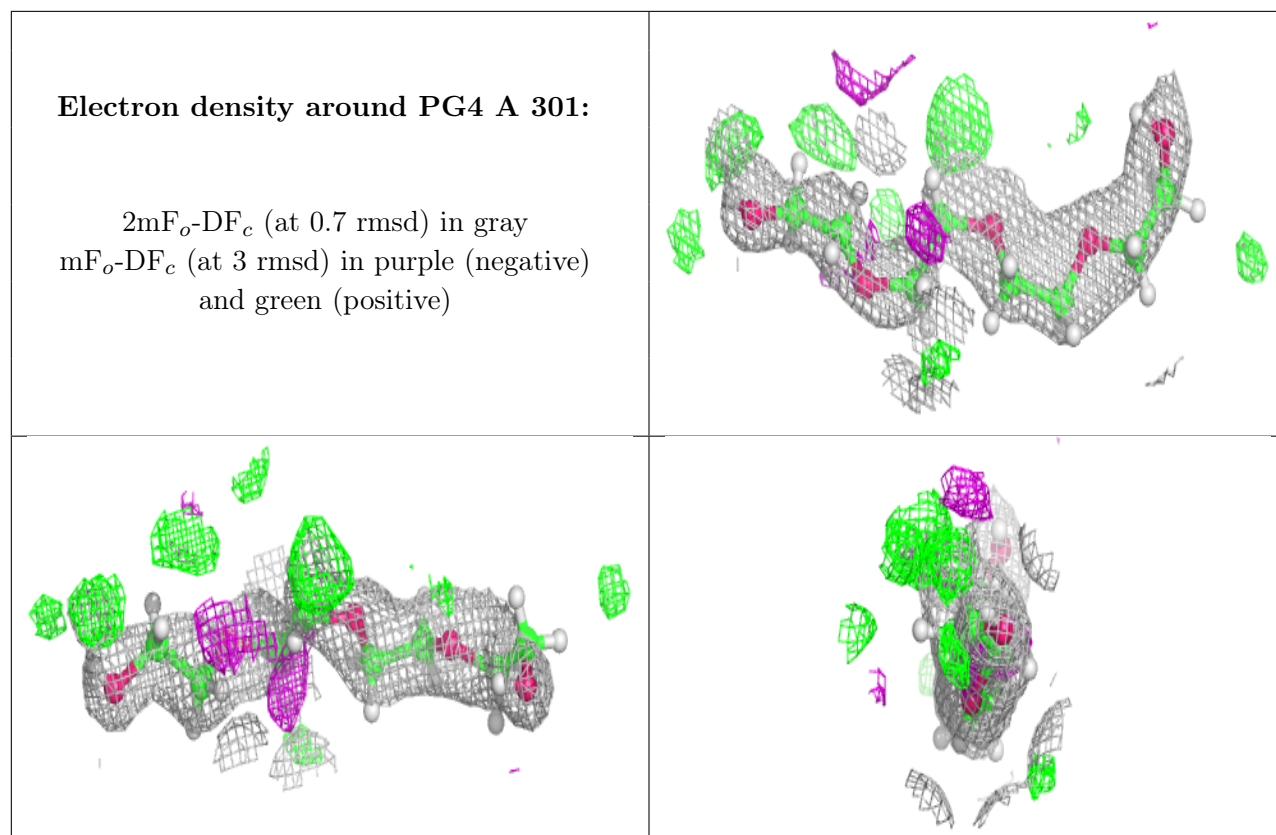 Electron density around PG4 A 301:
2mFₒ-DF𝑐 (at 0.7 rmsd) in gray
mFₒ-DF𝑐 (at 3 rmsd) in purple (negative)
and green (positive)